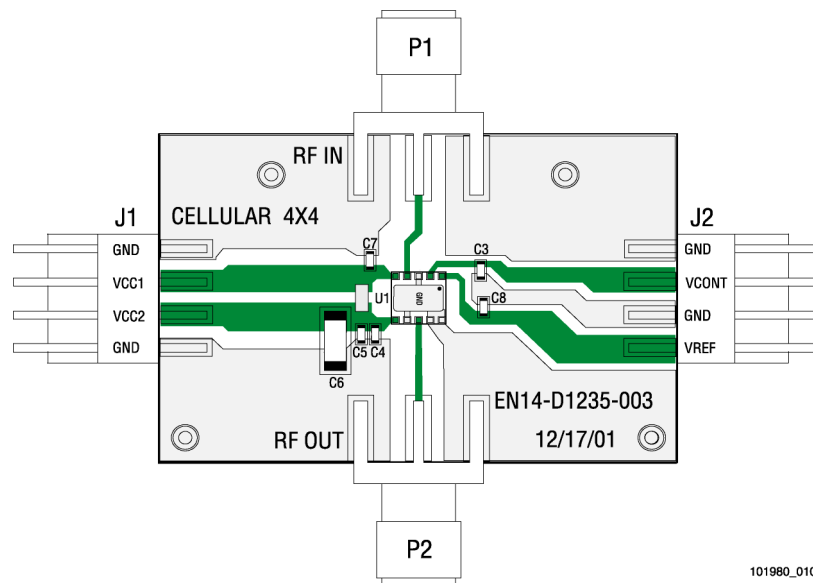 P1
RF IN
J1
CELLULAR 4X4
J2
GND
C7
C3
GND
VCC1
VCONT
U1
GND
C8
VCC2
GND
GND
C5
C4
VREF
C6
EN14-D1235-003
RF OUT
12/17/01
P2
101980_010